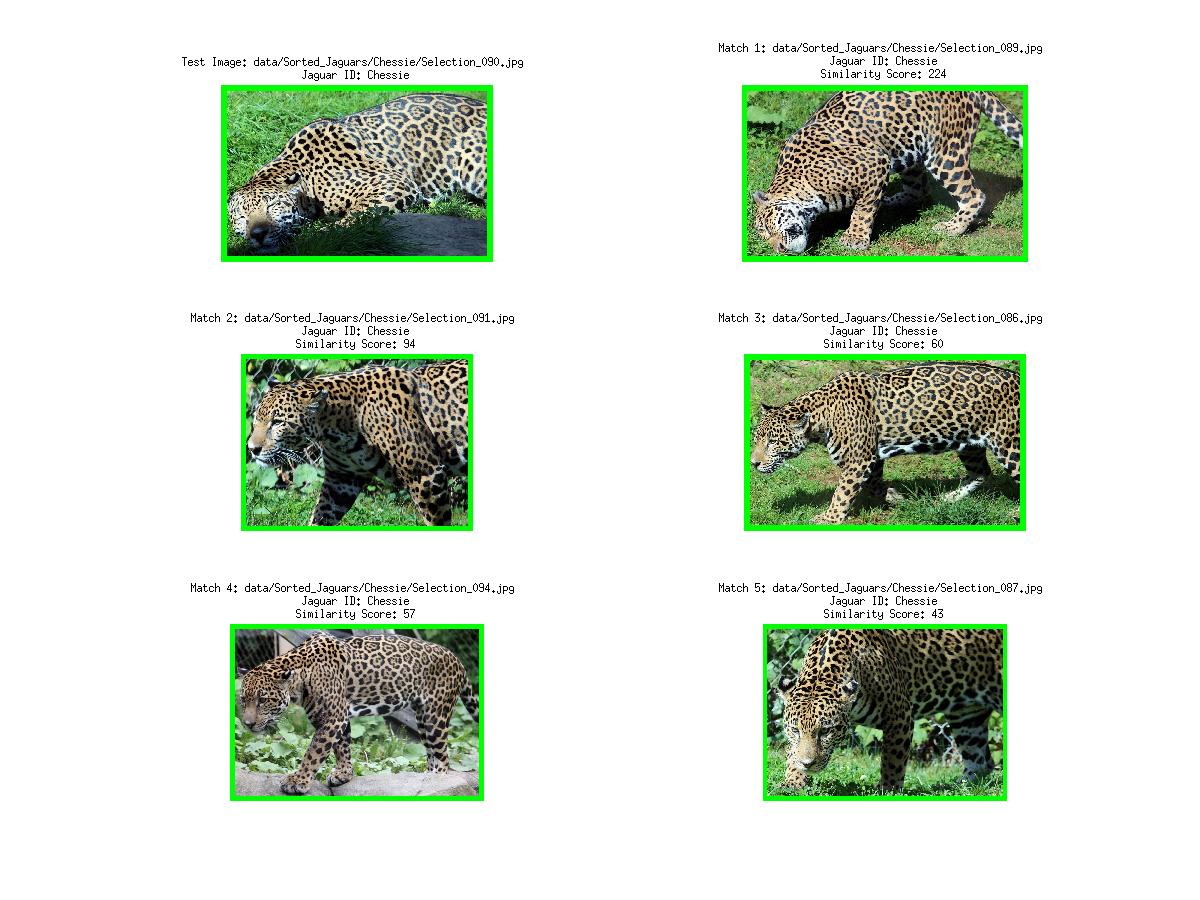 Test Image: data/Sorted_Jaguars/Chessie/Selection_090.jpg
Jaguar ID: Chessie
Match 1: data/Sorted_Jaguars/Chessie/Selection_089.jpg
Jaguar ID: Chessie
Similarity Score: 224
Match 2: data/Sorted_Jaguars/Chessie/Selection_091.jpg
Jaguar ID: Chessie
Similarity Score: 94
Match 3: data/Sorted_Jaguars/Chessie/Selection_086.jpg
Jaguar ID: Chessie
Similarity Score: 60
Match 4: data/Sorted_Jaguars/Chessie/Selection_094.jpg
Jaguar ID: Chessie
Similarity Score: 57
Match 5: data/Sorted_Jaguars/Chessie/Selection_087.jpg
Jaguar ID: Chessie
Similarity Score: 43